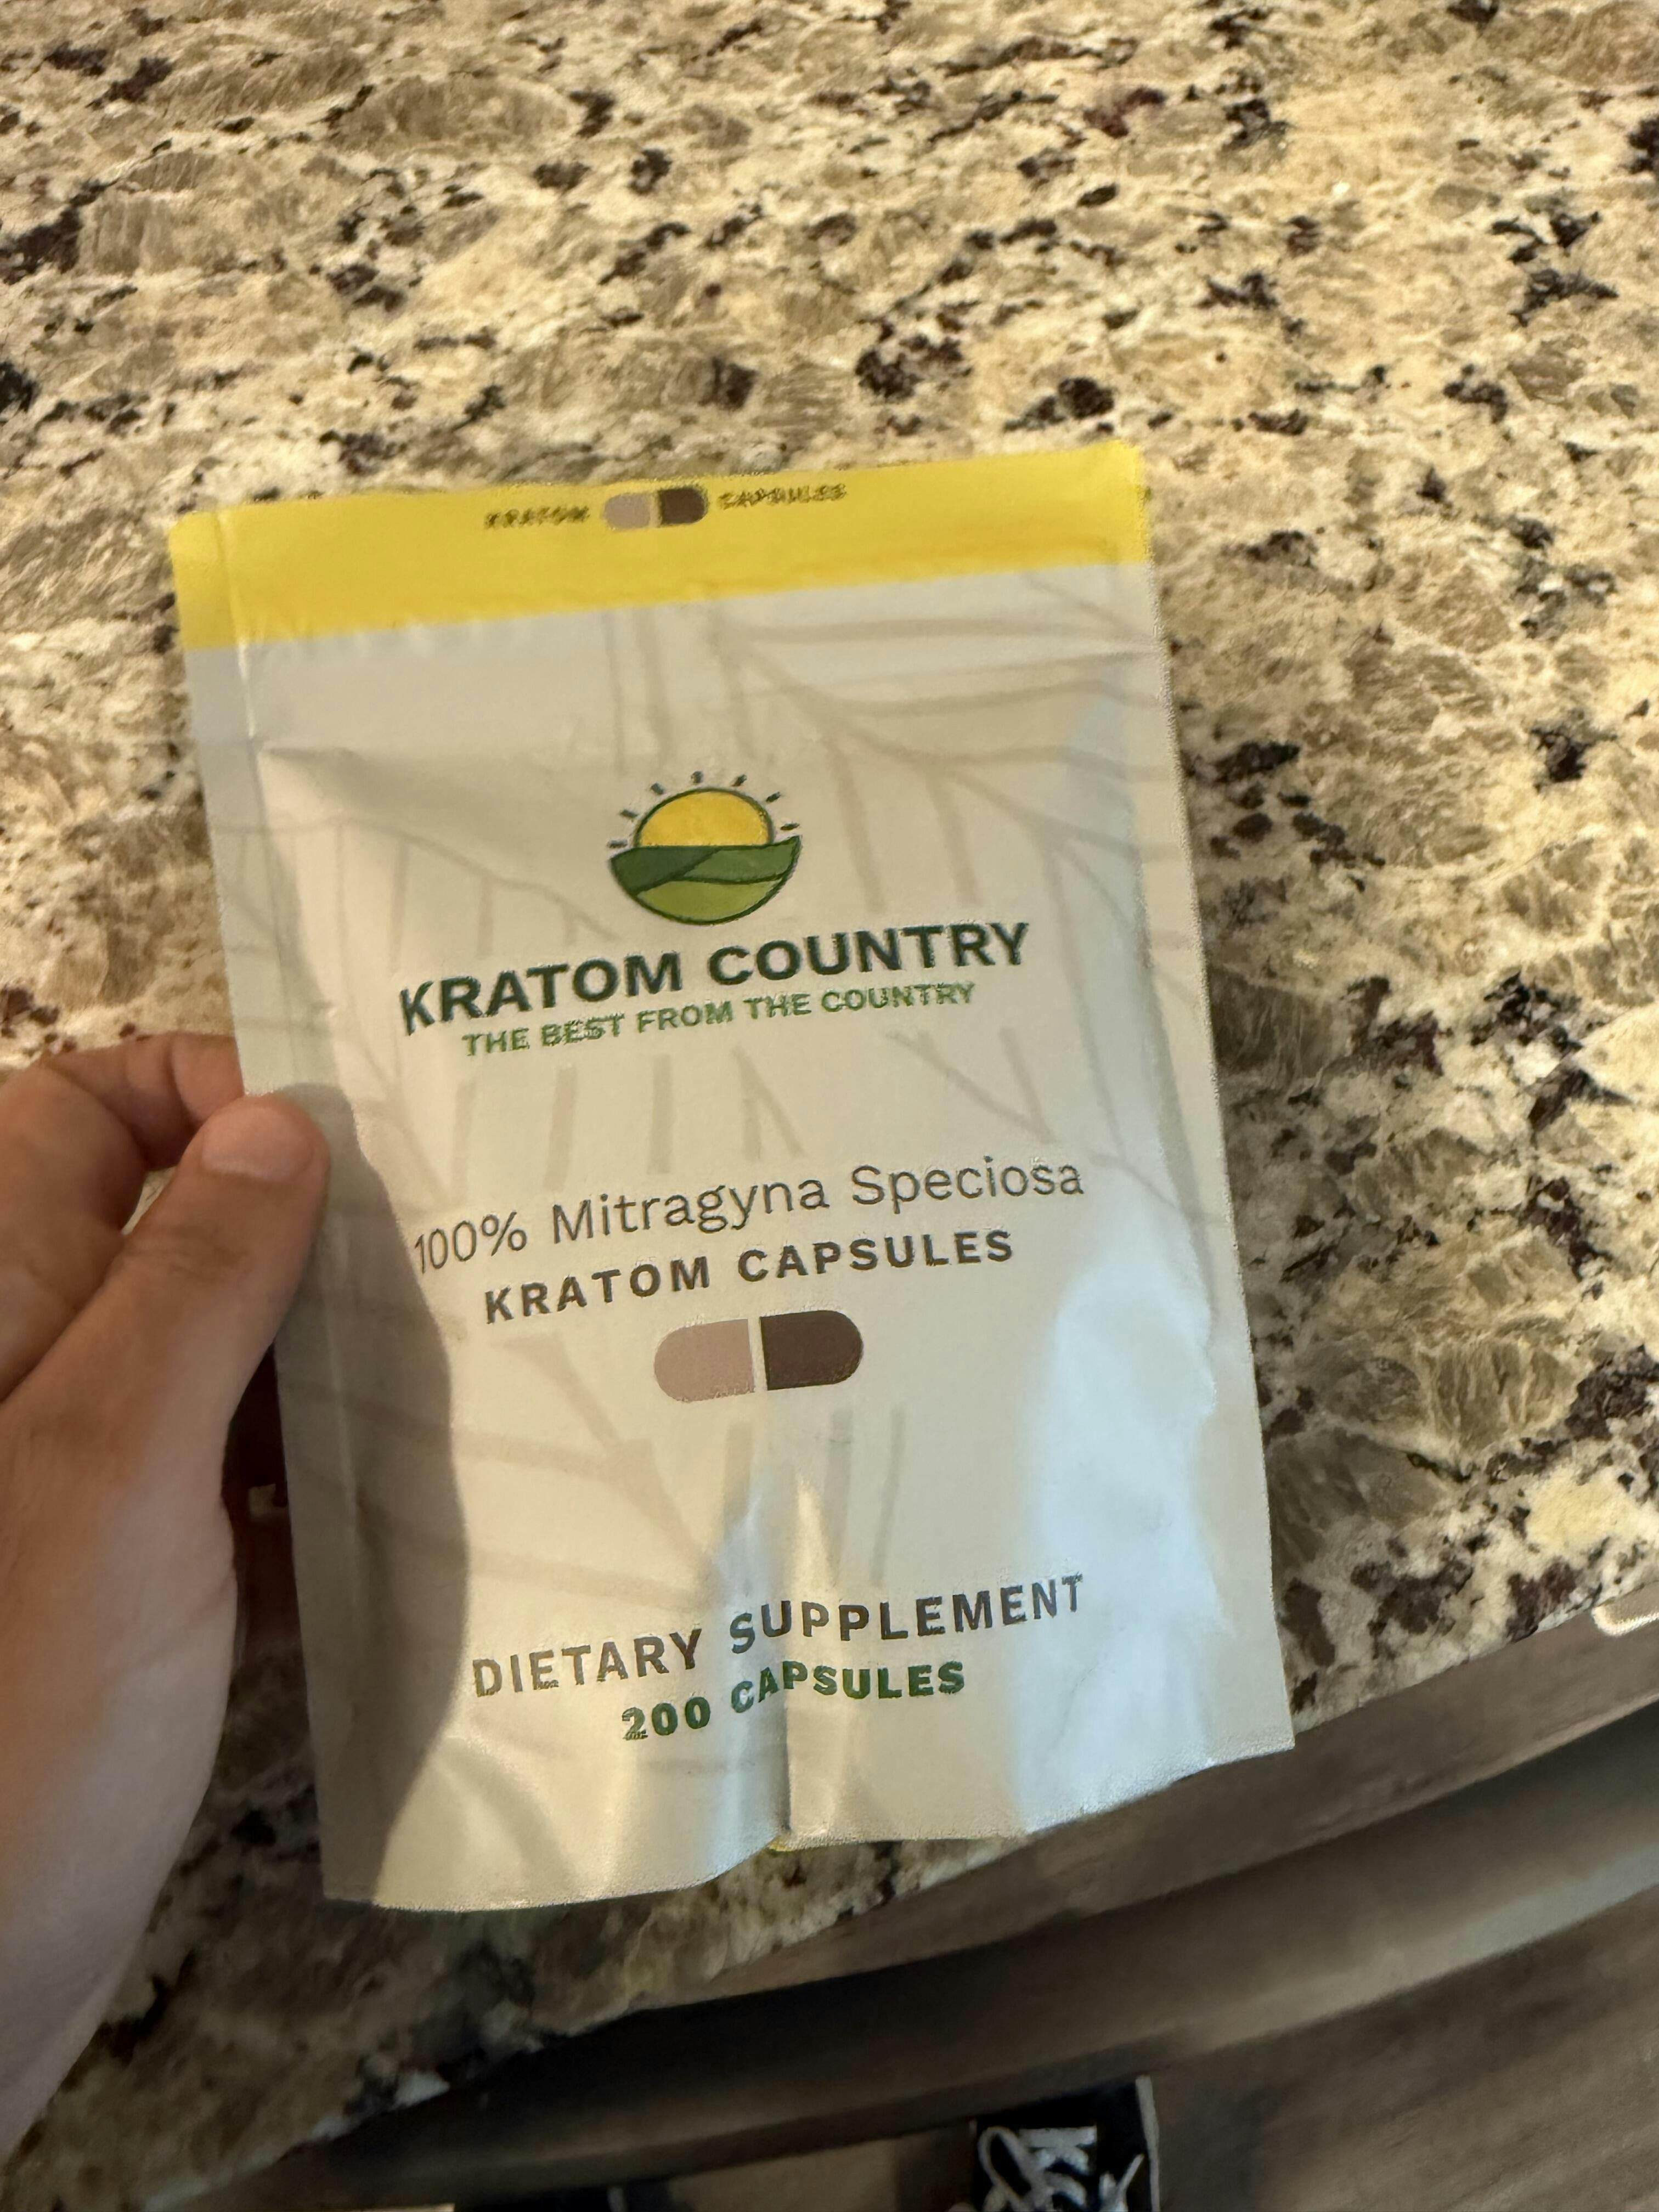 KRATOM CAPSULES
KRATOM COUNTRY
THE BEST FROM THE COUNTRY
100% Mitragyna Speciosa
KRATOM CAPSULES
DIETARY SUPPLEMENT
200 CAPSULES